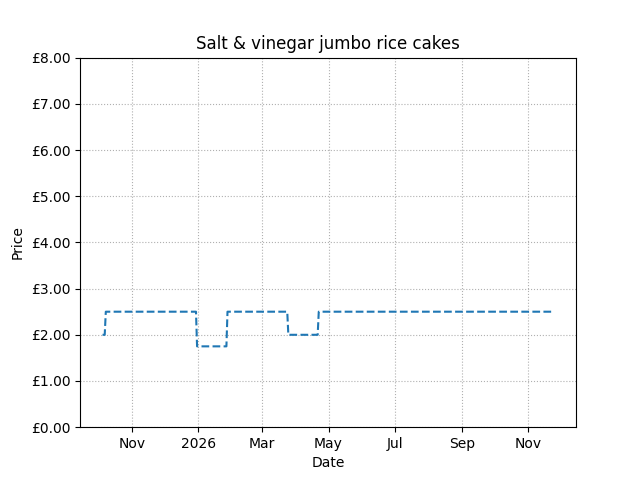 Salt & vinegar jumbo rice cakes
£8.00
£7.00
£6.00
£5.00
£4.00
£3.00
£2.00
£1.00
£0.00
Price
Nov 2026 Mar May Jul Sep Nov
Date